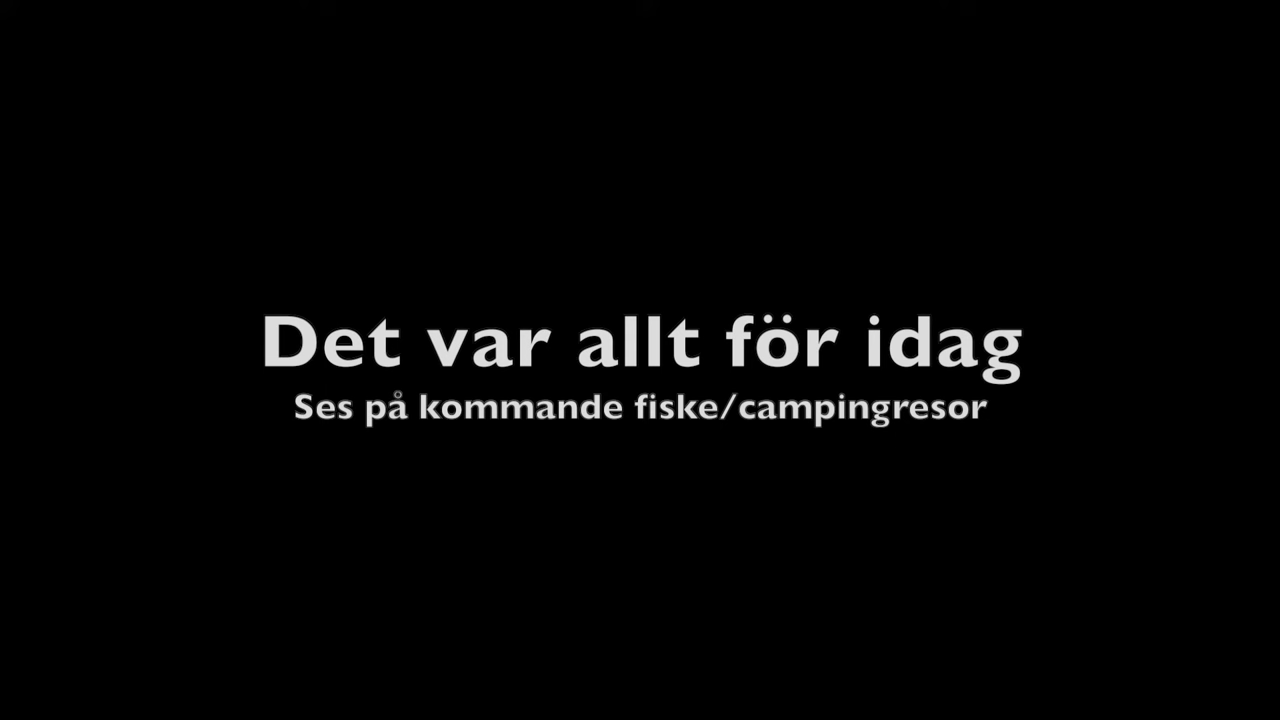 Det var allt för idag
Ses på kommande fiske/campingresor